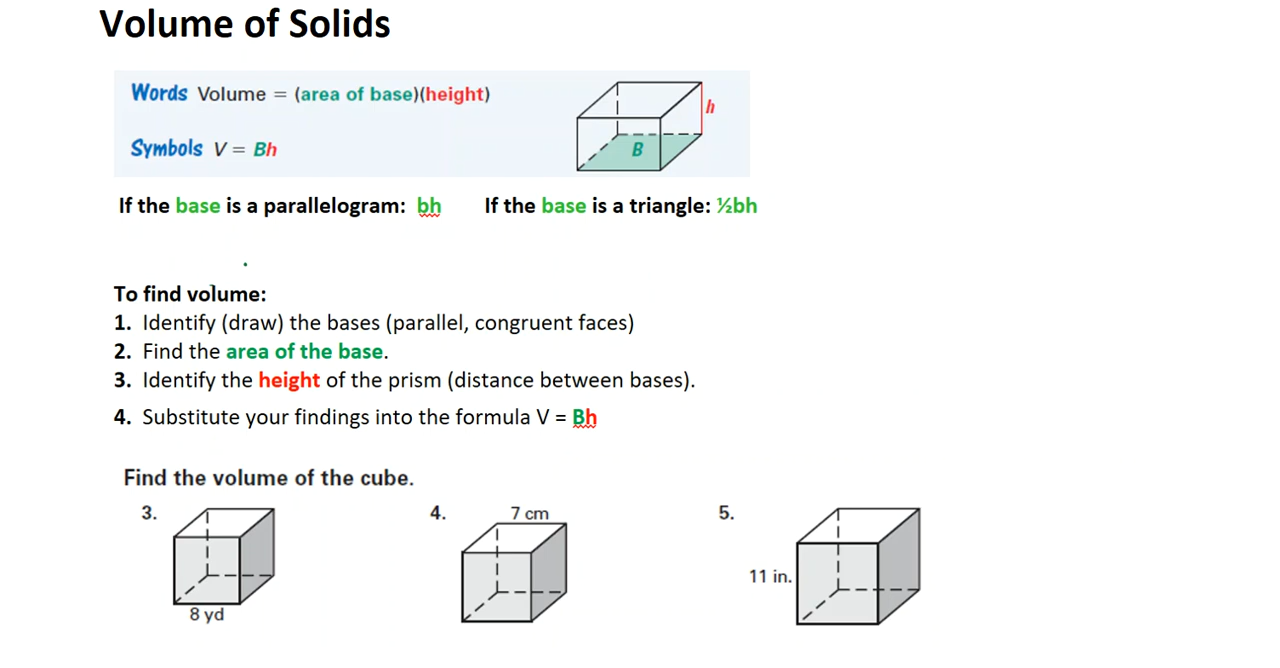 Volume of Solids
Words Volume = (area of base)(height)
h
Symbols V = Bh
B
If the base is a parallelogram: bh If the base is a triangle: ½bh
To find volume:
1. Identify (draw) the bases (parallel, congruent faces)
2. Find the area of the base.
3. Identify the height of the prism (distance between bases).
4. Substitute your findings into the formula V = Bh
Find the volume of the cube.
3.
8 yd
4.
7 cm
5.
11 in.